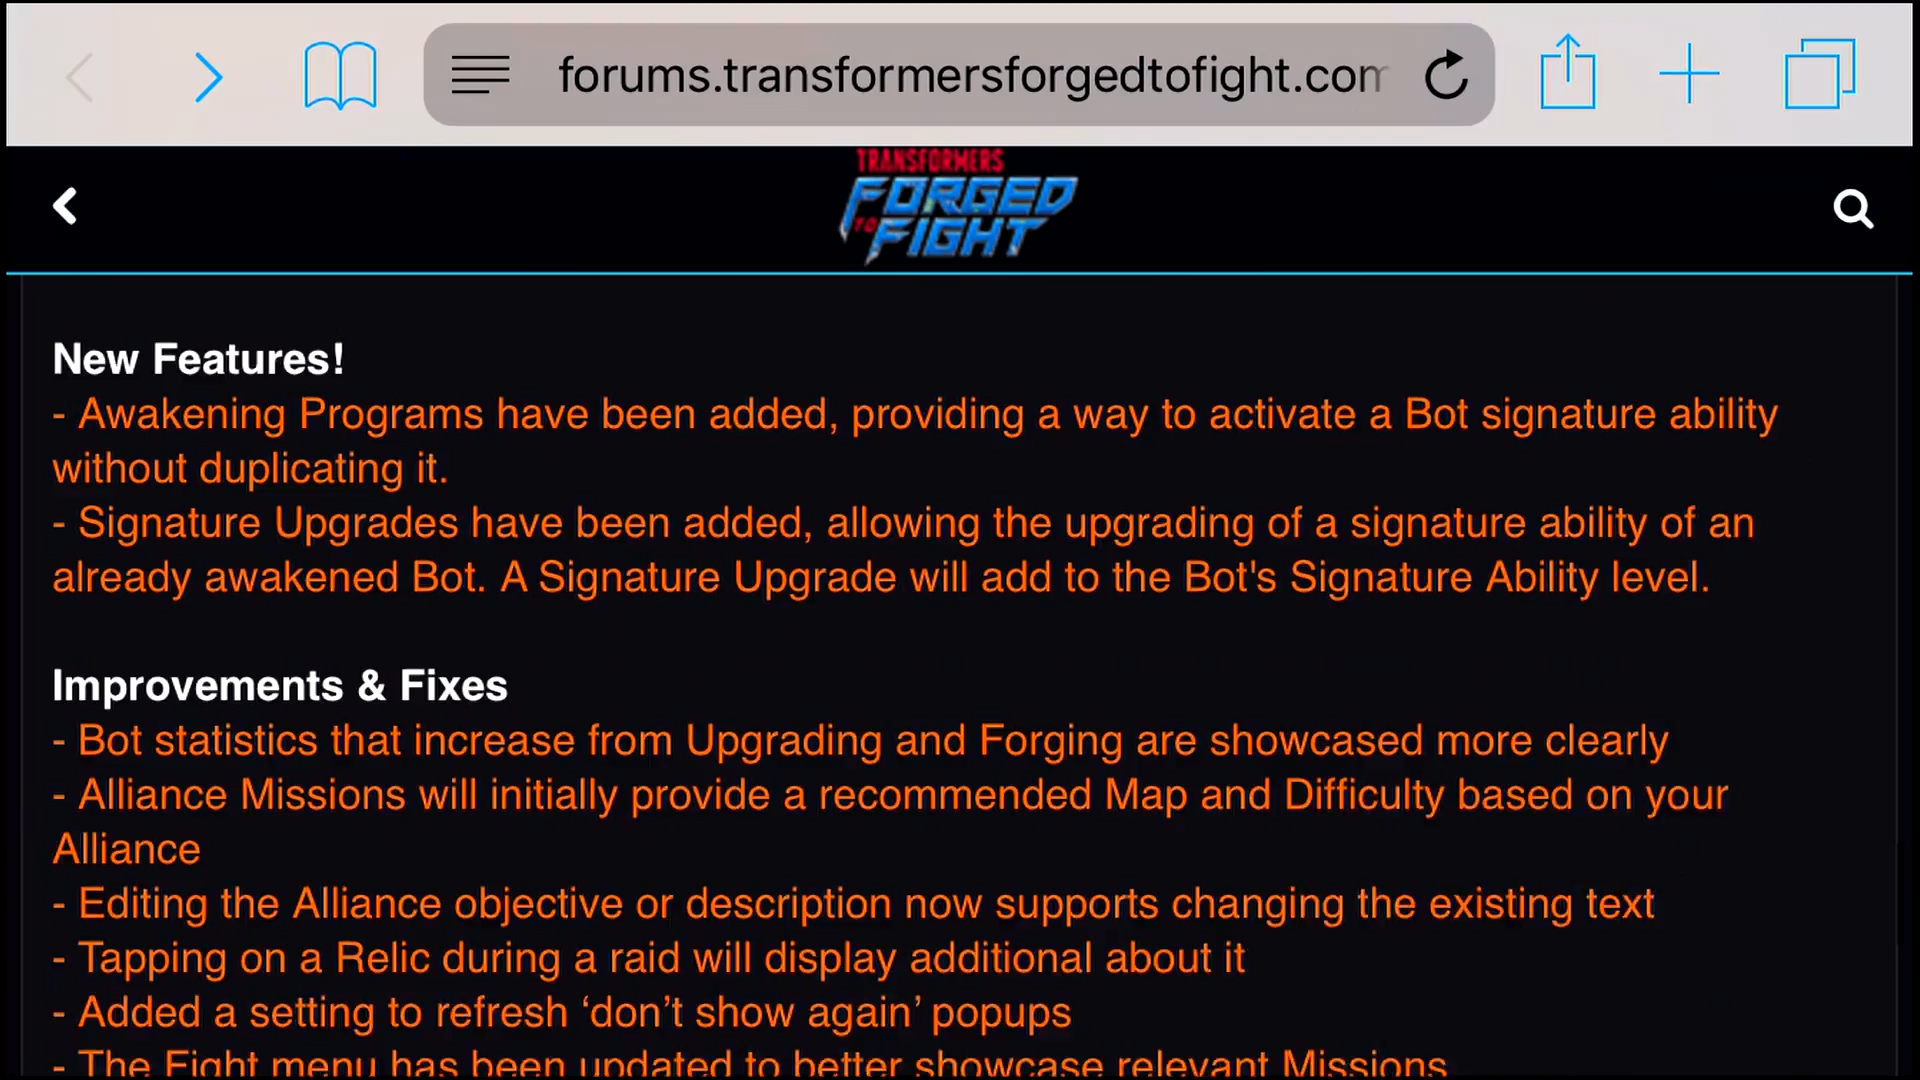 forums.transformersforgedtofight.com
TRANSFORMERS
FORGED
TO
FIGHT
New Features!
- Awakening Programs have been added, providing a way to activate a Bot signature ability
without duplicating it.
- Signature Upgrades have been added, allowing the upgrading of a signature ability of an
already awakened Bot. A Signature Upgrade will add to the Bot's Signature Ability level.
Improvements & Fixes
- Bot statistics that increase from Upgrading and Forging are showcased more clearly
- Alliance Missions will initially provide a recommended Map and Difficulty based on your
Alliance
- Editing the Alliance objective or description now supports changing the existing text
- Tapping on a Relic during a raid will display additional about it
- Added a setting to refresh ‘don’t show again’ popups
- The Fight menu has been updated to better showcase relevant Missions